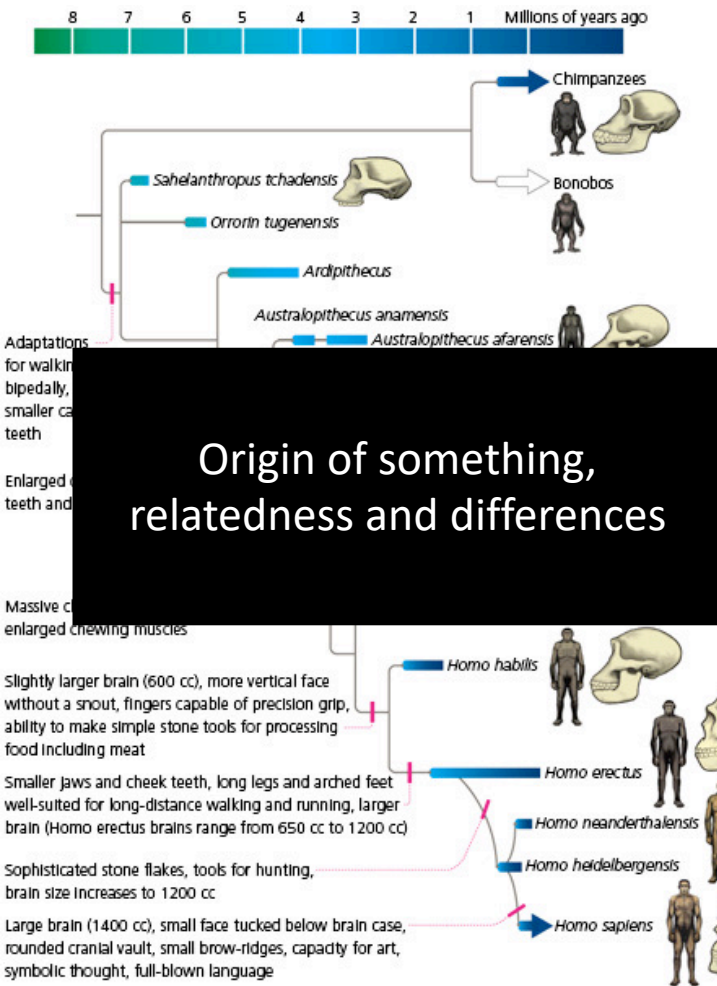 8 7 6 5 4 3 2 1 Millions of years ago
Chimpanzees
Sahelanthropus tchadensis
Bonobos
Orrorin tugenensis
Ardipithecus
Australopithecus anamensis
Australopithecus afarensis
Adaptations
for walkin
bipedally,
smaller ca
teeth
Origin of something,
relatedness and differences
Enlarged
teeth and
Massive c
enlarged chewing muscles
Homo habilis
Slightly larger brain (600 cc), more vertical face
without a snout, fingers capable of precision grip,
ability to make simple stone tools for processing
food including meat
Homo erectus
Smaller jaws and cheek teeth, long legs and arched feet
well-suited for long-distance walking and running, larger
brain (Homo erectus brains range from 650 cc to 1200 cc)
Homo neanderthalensis
Homo heidelbergensis
Sophisticated stone flakes, tools for hunting,
brain size increases to 1200 cc
Homo sapiens
Large brain (1400 cc), small face tucked below brain case,
rounded cranial vault, small brow-ridges, capacity for art,
symbolic thought, full-blown language